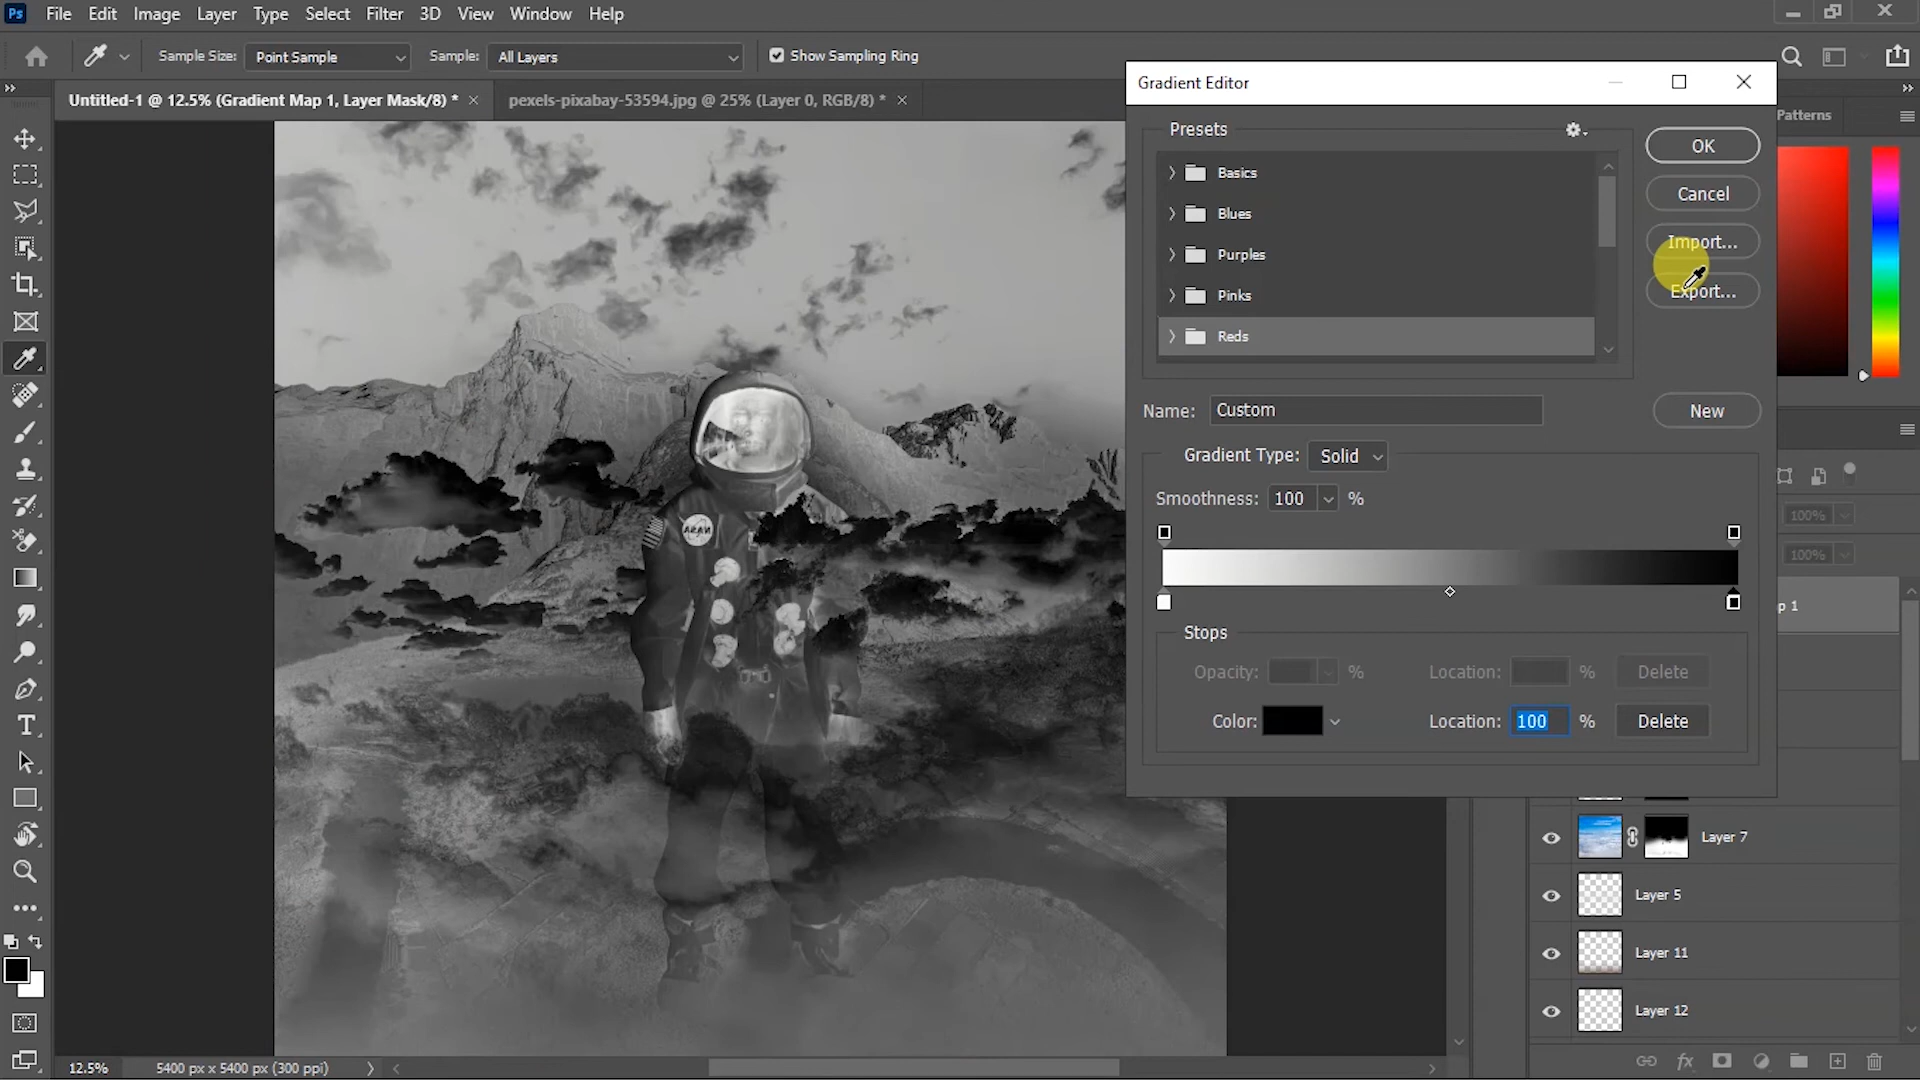 Ps File Edit Image Layer Type Select Filter 3D View Window Help
Sample Size: Point Sample Sample: All Layers Show Sampling Ring
Untitled-1 @ 12.5% (Gradient Map 1, Layer Mask/8) * pexels-pixabay-53594.jpg @ 25% (Layer 0, RGB/8) *
Gradient Editor
Patterns
Presets
Basics
Blues
Purples
Pinks
Reds
OK
Cancel
Import...
Export...
Name: Custom
New
Gradient Type: Solid
Smoothness: 100 %
100%
100%
p 1
Stops
Opacity: % Location: % Delete
Color: Location: 100 % Delete
Layer 7
Layer 5
Layer 11
Layer 12
T
12.5% 5400 px x 5400 px (300 ppi)
fx